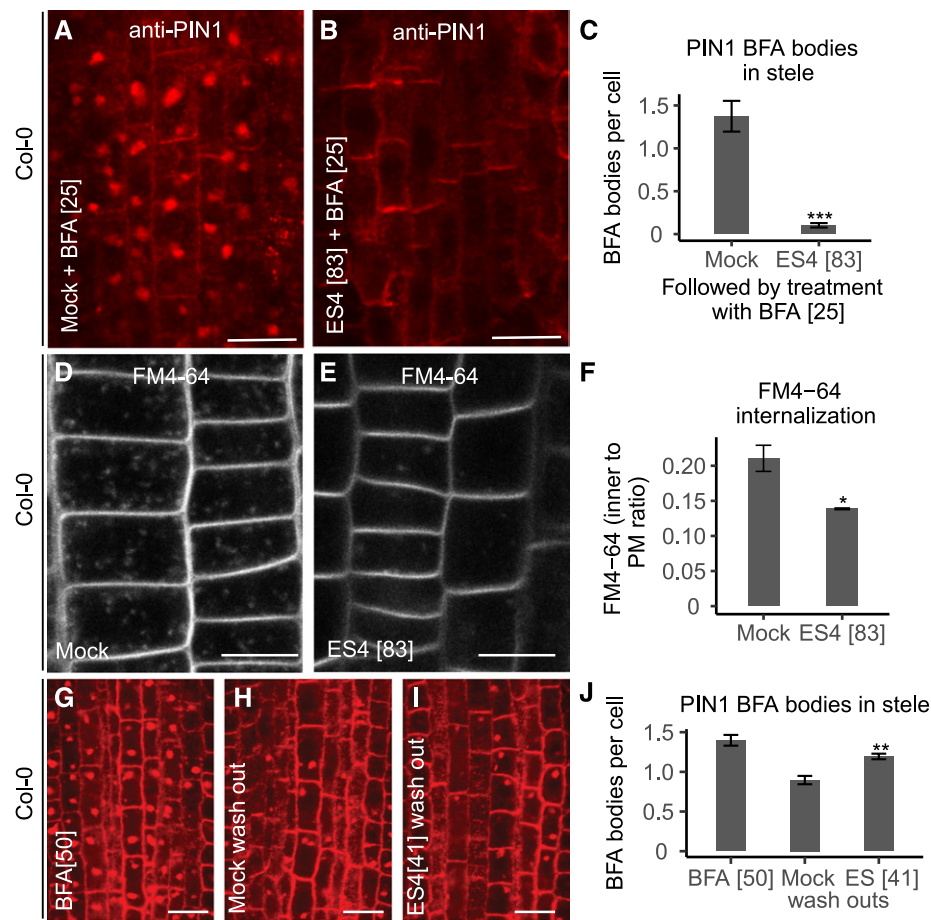 A
anti-PIN1
Col-0
Mock + BFA [25]
B
anti-PIN1
ES4 [83] + BFA [25]
C
PIN1 BFA bodies
in stele
BFA bodies per cell
1.5
1.0
0.5
0
***
Mock
ES4 [83]
Followed by treatment
with BFA [25]
D
FM4-64
Col-0
Mock
E
FM4-64
ES4 [83]
F
FM4−64
internalization
FM4−64 (inner to
PM ratio)
0.20
0.15
0.10
0.05
0
*
Mock
ES4 [83]
G
Col-0
BFA[50]
H
Mock wash out
I
ES4[41] wash out
J
PIN1 BFA bodies in stele
BFA bodies per cell
1.5
1.0
0.5
0
**
BFA [50]
Mock
ES [41]
wash outs